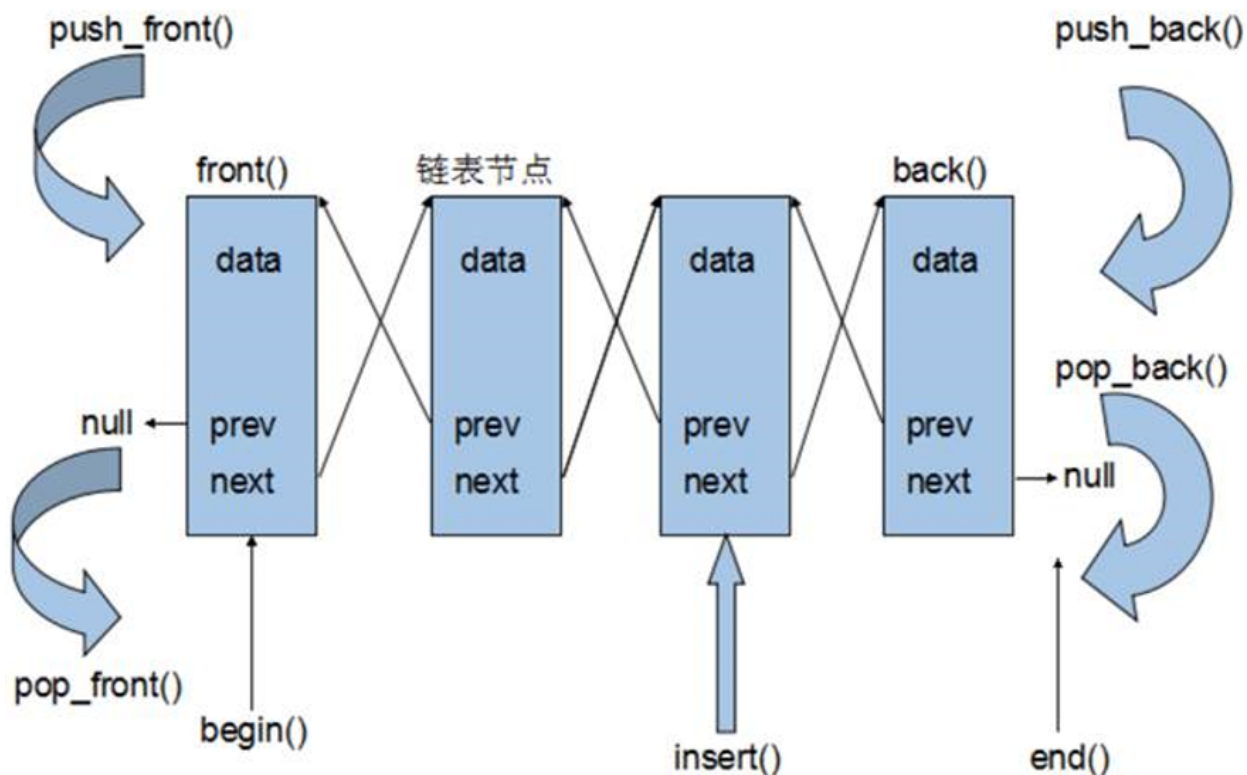 push_front()
push_back()
front()
链表节点
back()
data
data
data
data
pop_back()
null
prev
prev
prev
prev
next
next
next
next
null
pop_front()
begin()
insert()
end()